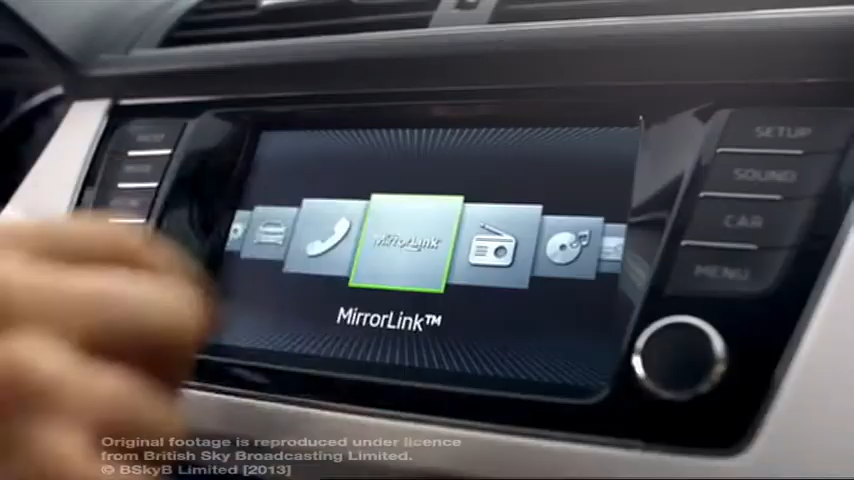 SETUP
SOUND
CAR
MENU
MirrorLink
MirrorLink™
Original footage is reproduced under licence
from British Sky Broadcasting Limited.
© BSkyB Limited [2013]